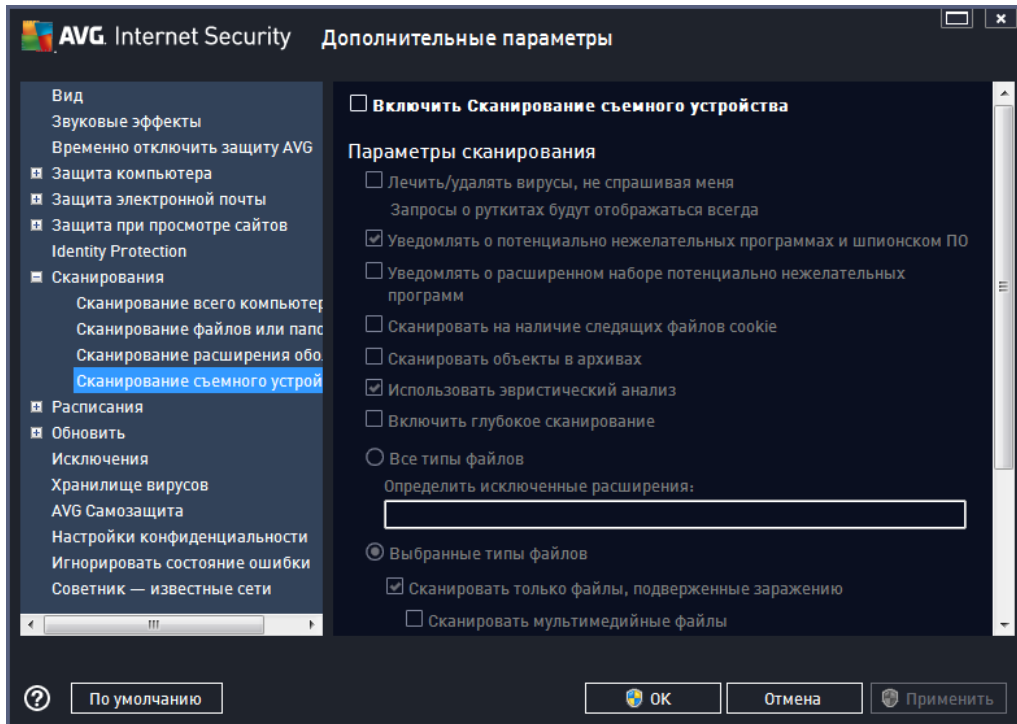 AVG. Internet Security Дополнительные параметры
Вид
Звуковые эффекты
Временно отключить защиту AVG
Защита компьютера
Защита электронной почты
Защита при просмотре сайтов
Identity Protection
Сканирования
Сканирование всего компьютер
Сканирование файлов или папо
Сканирование расширения обо
Сканирование съемного устрой
Расписания
Обновить
Исключения
Хранилище вирусов
AVG Самозащита
Настройки конфиденциальности
Игнорировать состояние ошибки
Советник — известные сети
Включить Сканирование съемного устройства
Параметры сканирования
Лечить/удалять вирусы, не спрашивая меня
Запросы о руткитах будут отображаться всегда
Уведомлять о потенциально нежелательных программах и шпионском ПО
Уведомлять о расширенном наборе потенциально нежелательных
программ
Сканировать на наличие следящих файлов cookie
Сканировать объекты в архивах
Использовать эвристический анализ
Включить глубокое сканирование
Все типы файлов
Определить исключенные расширения:
Выбранные типы файлов
Сканировать только файлы, подверженные заражению
Сканировать мультимедийные файлы
По умолчанию
OK
Отмена
Применить